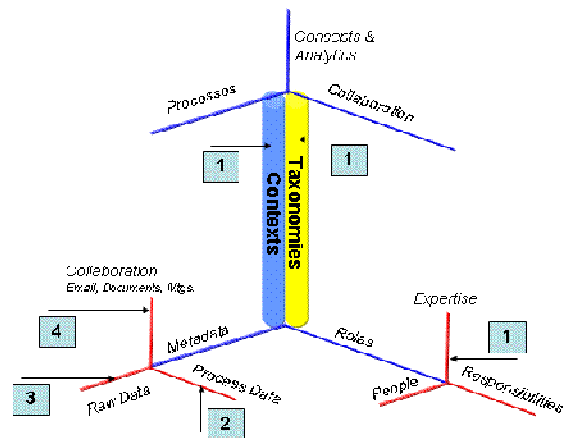 Concepts &
Analytics
Processes
Collaboration
1
1
Contexts
Taxonomies
Collaboration
Email, Documents, Mtgs.
Expertise
4
Metadata
Roles
1
3
Raw Data
Process Data
2
People
Responsibilities